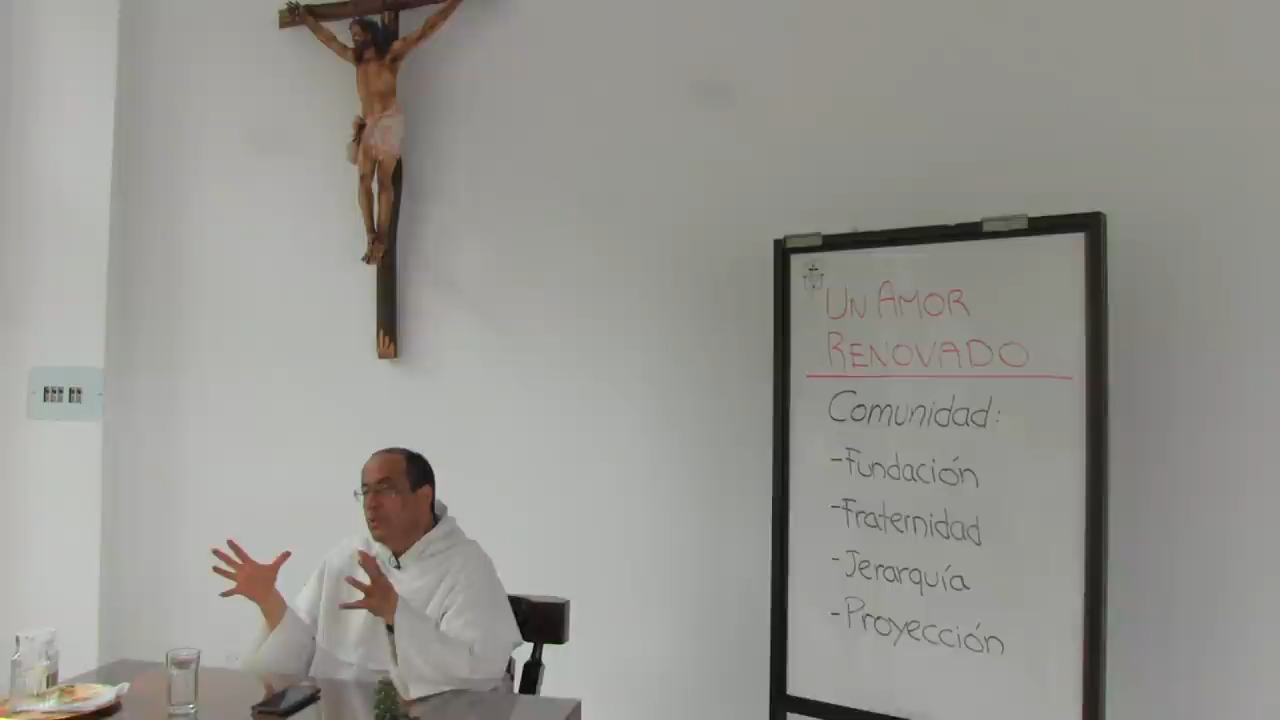 UN AMOR
RENOVADO
Comunidad:
-Fundación
-Fraternidad
-Jerarquía
-Proyección